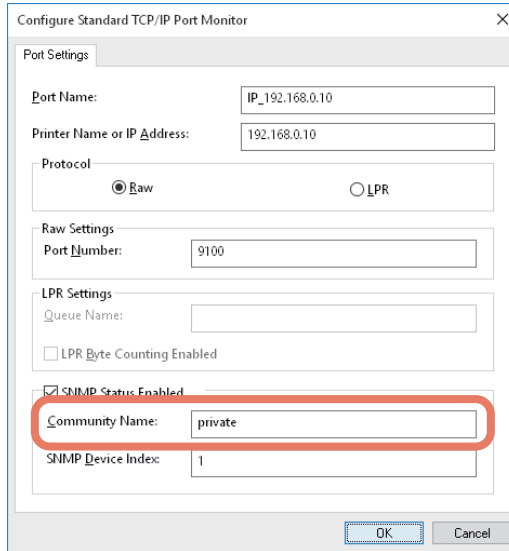 Configure Standard TCP/IP Port Monitor
Port Settings
Port Name: IP_192.168.0.10
Printer Name or IP Address: 192.168.0.10
Protocol
Raw LPR
Raw Settings
Port Number: 9100
LPR Settings
Queue Name:
LPR Byte Counting Enabled
SNMP Status Enabled
Community Name: private
SNMP Device Index: 1
OK Cancel